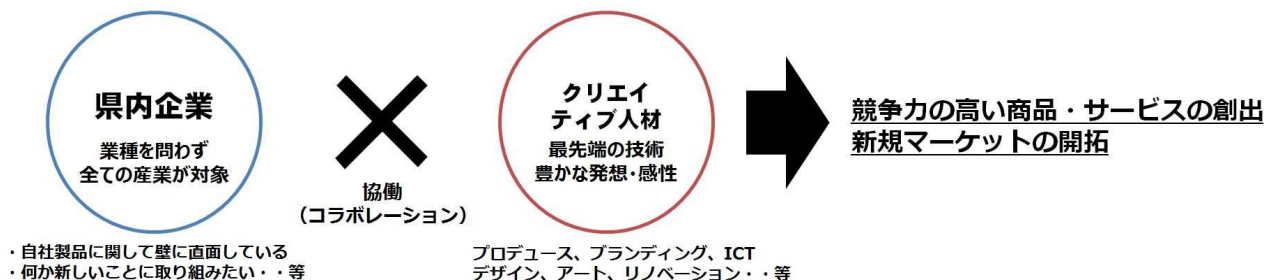 県内企業
業種を問わず
全ての産業が対象
・自社製品に関して壁に直面している
・何か新しいことに取り組みたい・・等
協働
(コラボレーション)
クリエイ
ティブ人材
最先端の技術
豊かな発想・感性
プロデュース、ブランディング、ICT
デザイン、アート、リノベーション・・等
競争力の高い商品・サービスの創出
新規マーケットの開拓